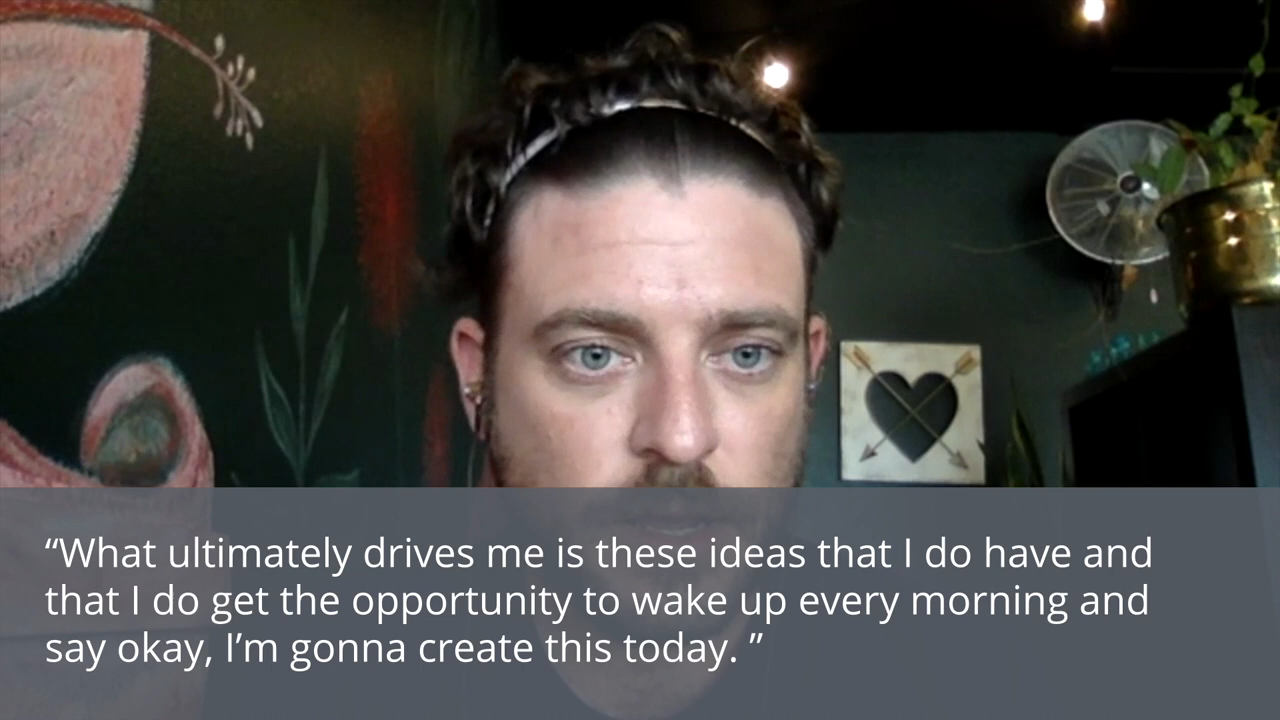 “What ultimately drives me is these ideas that I do have and
that I do get the opportunity to wake up every morning and
say okay, I’m gonna create this today. ”